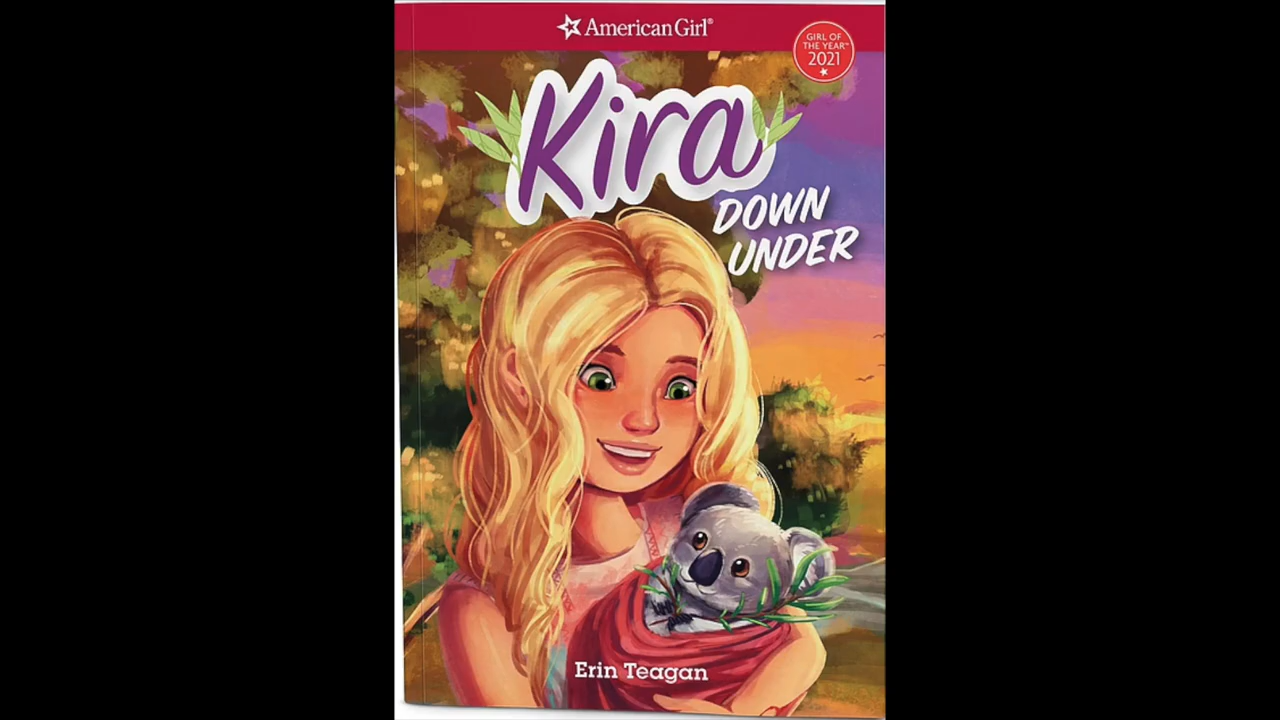 American Girl®
GIRL OF
THE YEAR™
2021
Kira
DOWN
UNDER
Erin Teagan